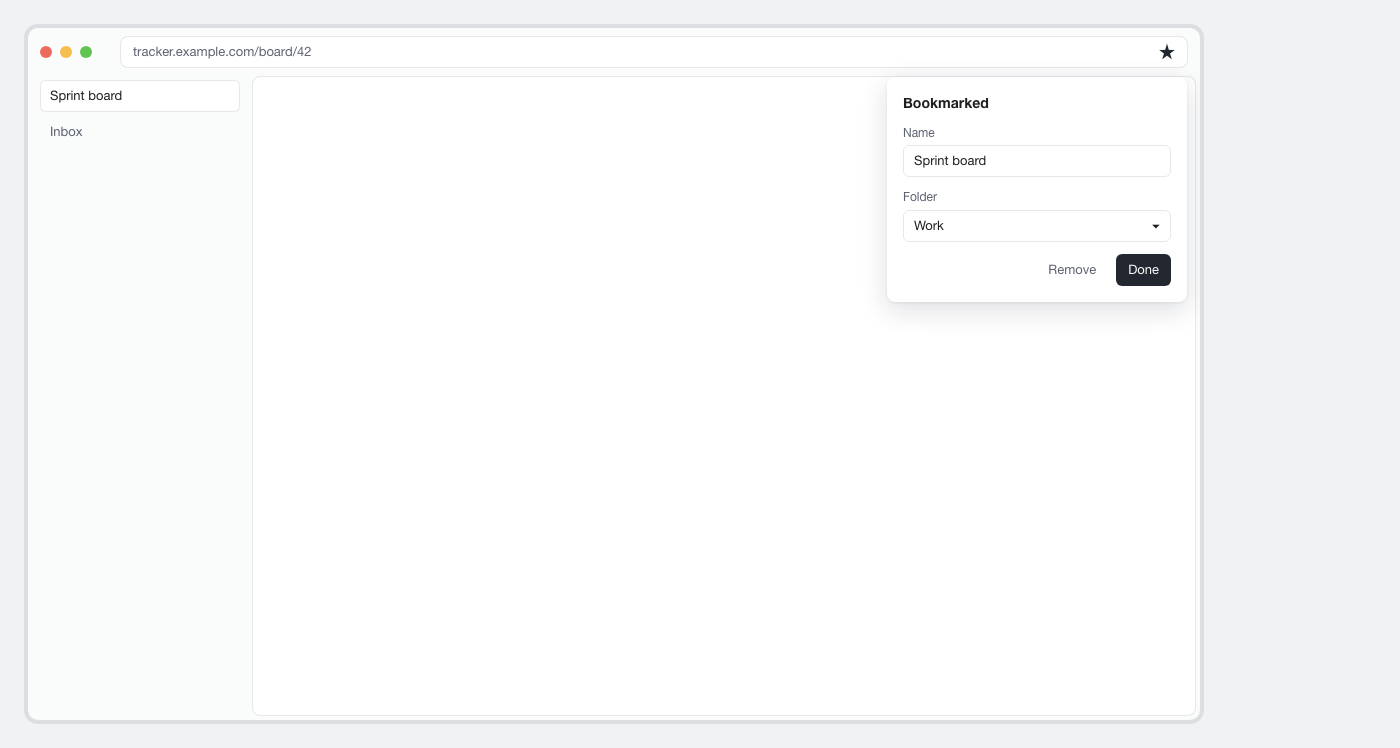 tracker.example.com/board/42
Sprint board
Inbox
Bookmarked
Name
Sprint board
Folder
Work
Remove
Done